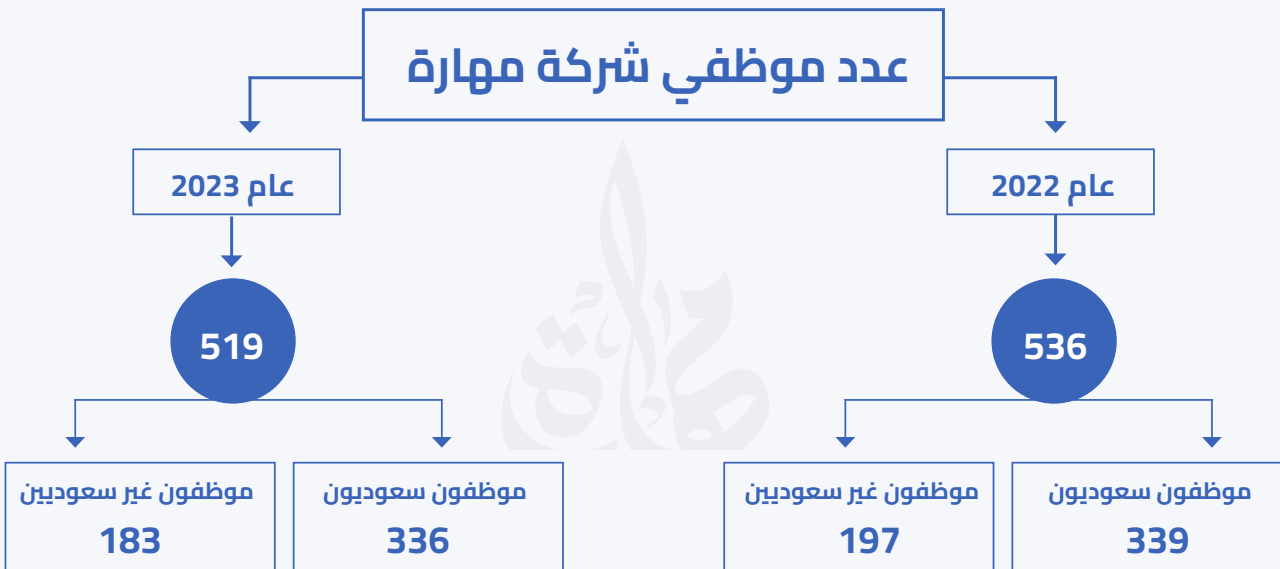 عدد موظفي شركة مهارة
عام 2022
عام 2023
536
519
موظفون سعوديون
339
موظفون غير سعوديين
197
موظفون سعوديون
336
موظفون غير سعوديين
183